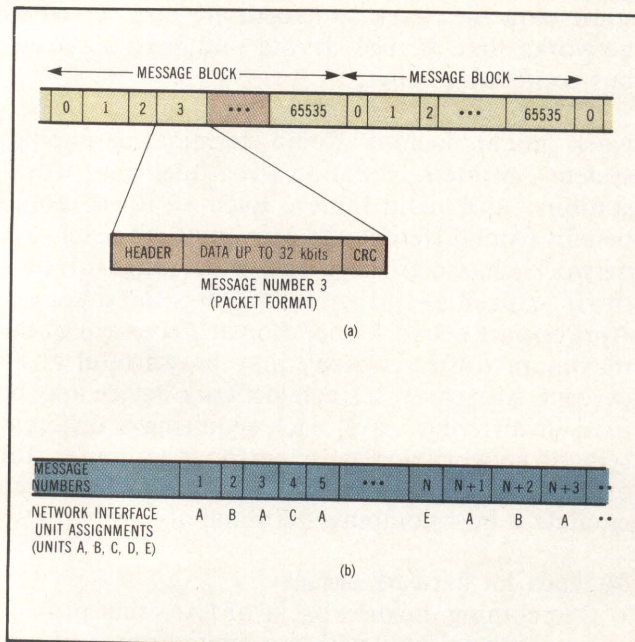 MESSAGE BLOCK MESSAGE BLOCK
0 1 2 3 ••• 65535 0 1 2 ••• 65535 0
HEADER DATA UP TO 32 kbits CRC
MESSAGE NUMBER 3
(PACKET FORMAT)
(a)
MESSAGE
NUMBERS 1 2 3 4 5 ••• N N+1 N+2 N+3 ••
NETWORK INTERFACE
UNIT ASSIGNMENTS A B A C A E A B A ••
(UNITS A, B, C, D, E)
(b)